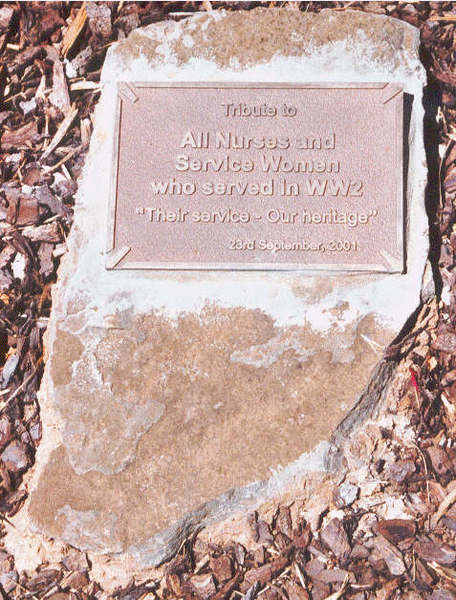 Tribute to
All Nurses and
Service Women
who served in WW2
"Their service - Our heritage"
23rd September, 2001